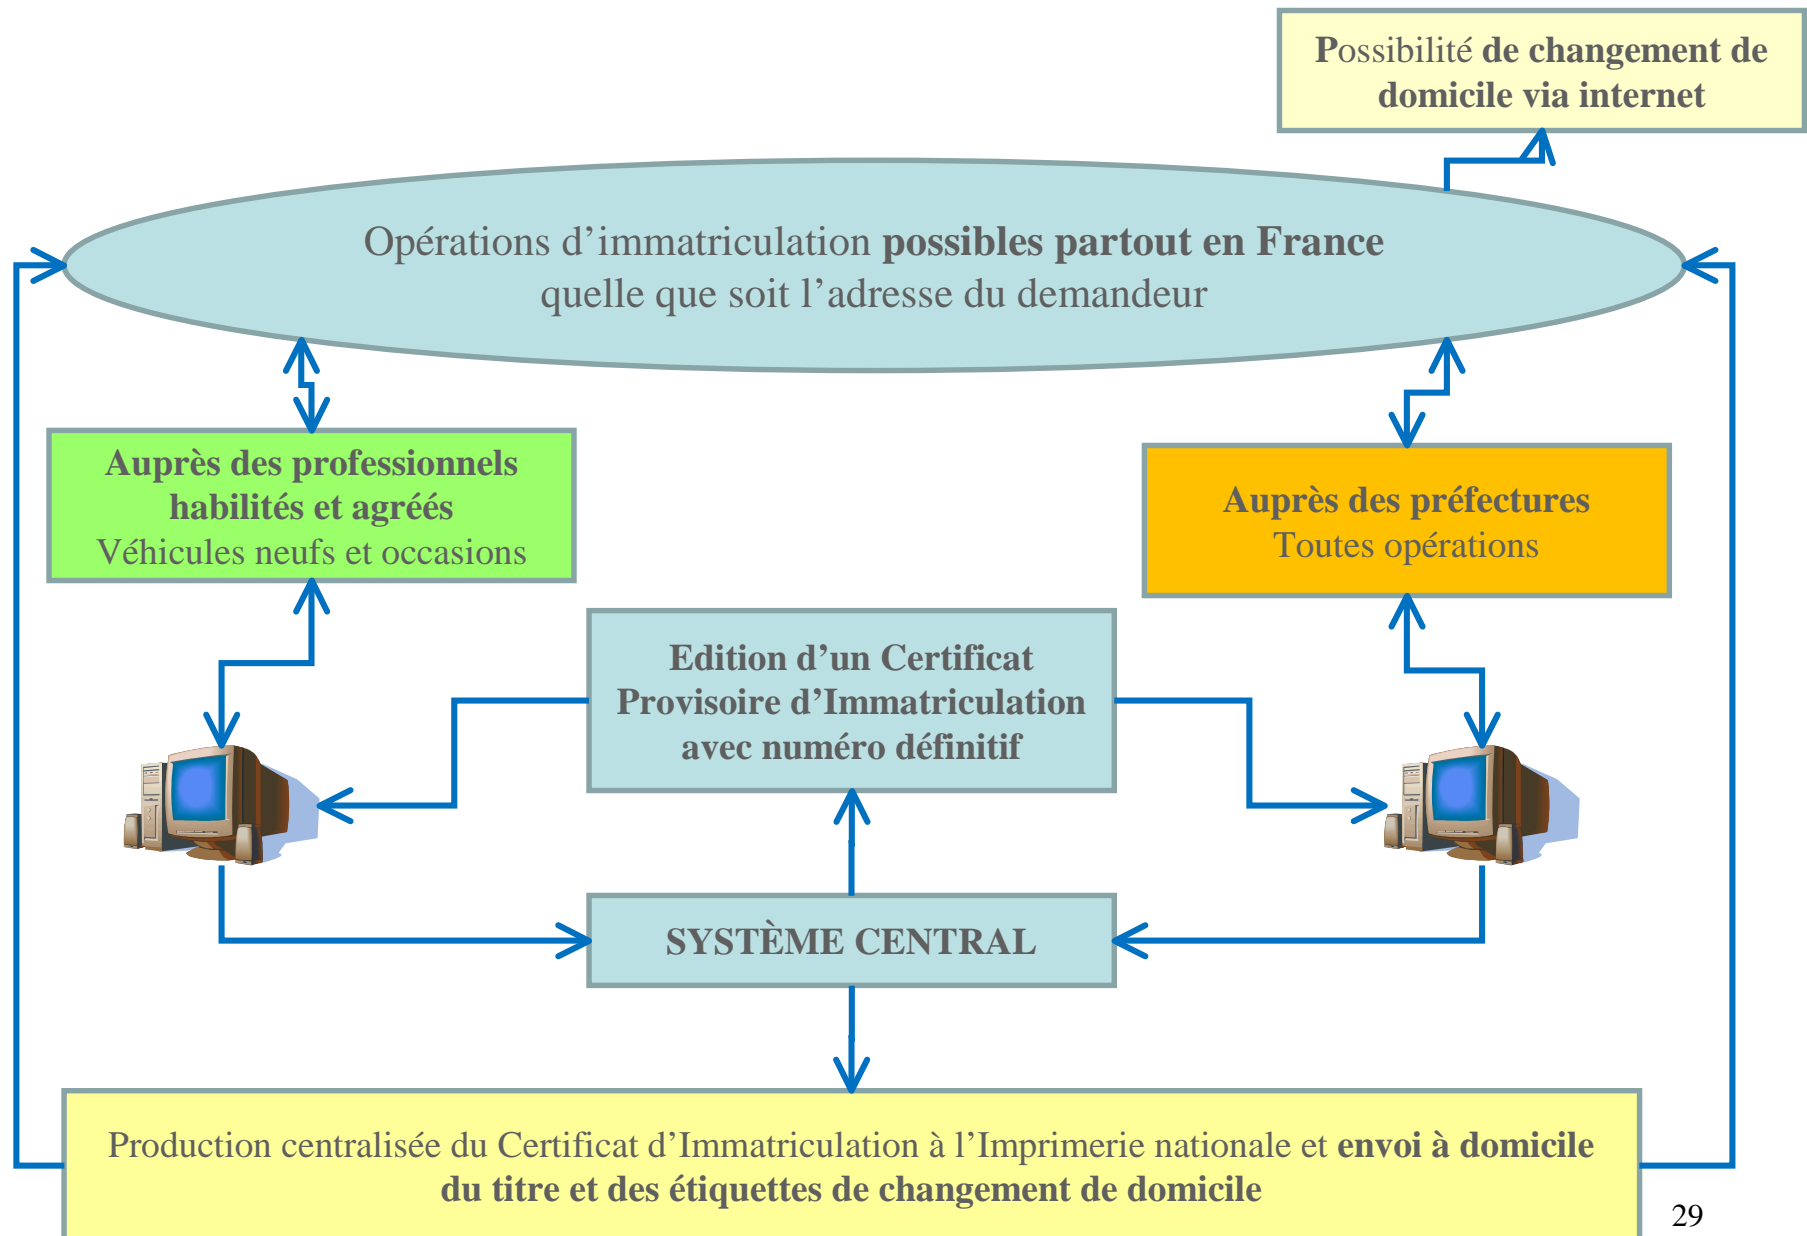 Possibilité de changement de
domicile via internet
Opérations d’immatriculation possibles partout en France
quelle que soit l’adresse du demandeur
Auprès des professionnels
habilités et agréés
Véhicules neufs et occasions
Auprès des préfectures
Toutes opérations
Edition d’un Certificat
Provisoire d’Immatriculation
avec numéro définitif
SYSTÈME CENTRAL
Production centralisée du Certificat d’Immatriculation à l’Imprimerie nationale et envoi à domicile
du titre et des étiquettes de changement de domicile
29